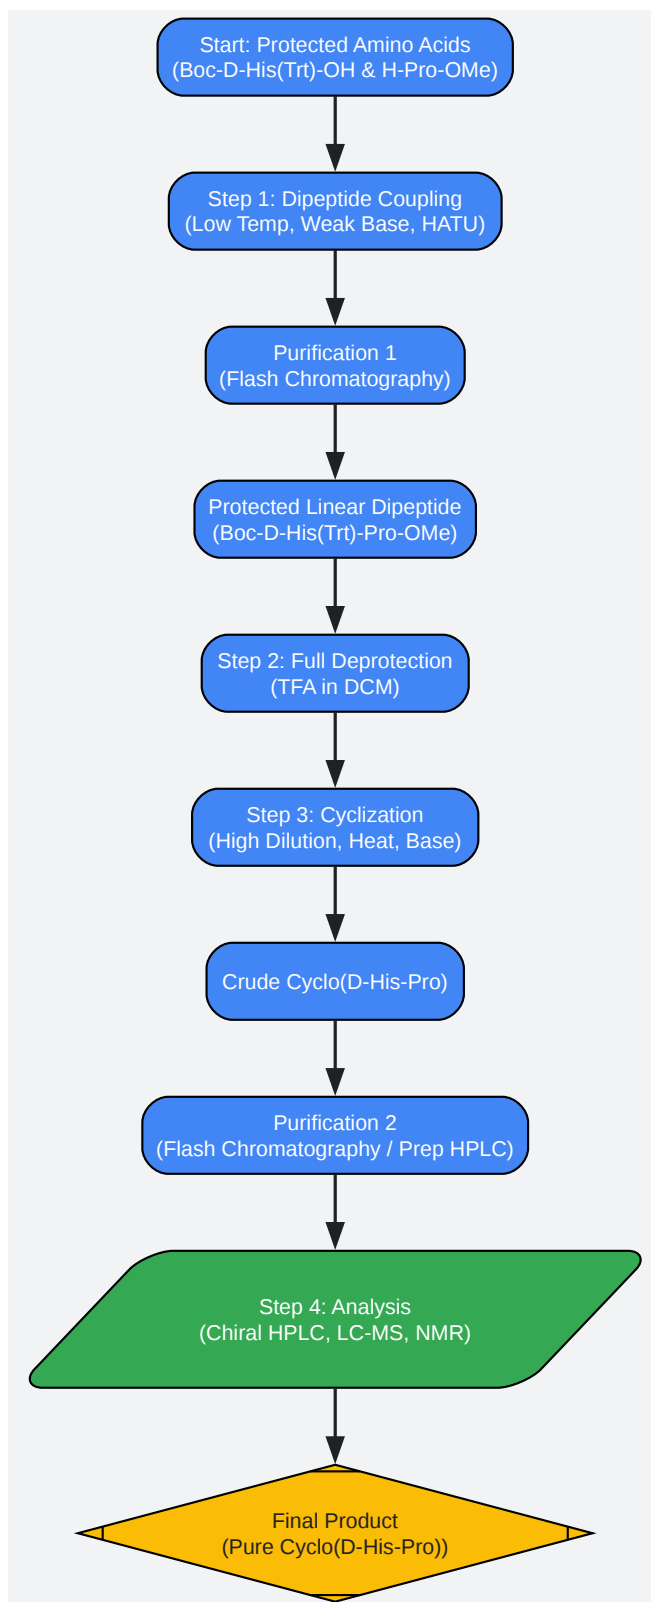 Start: Protected Amino Acids
(Boc-D-His(Trt)-OH & H-Pro-OMe)
Step 1: Dipeptide Coupling
(Low Temp, Weak Base, HATU)
Purification 1
(Flash Chromatography)
Protected Linear Dipeptide
(Boc-D-His(Trt)-Pro-OMe)
Step 2: Full Deprotection
(TFA in DCM)
Step 3: Cyclization
(High Dilution, Heat, Base)
Crude Cyclo(D-His-Pro)
Purification 2
(Flash Chromatography / Prep HPLC)
Step 4: Analysis
(Chiral HPLC, LC-MS, NMR)
Final Product
(Pure Cyclo(D-His-Pro))